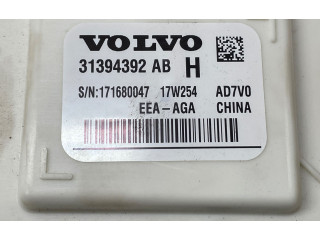 VOLVO
31394392 AB H
S/N:171680047 17W254 AD7V0
EEA-AGA CHINA